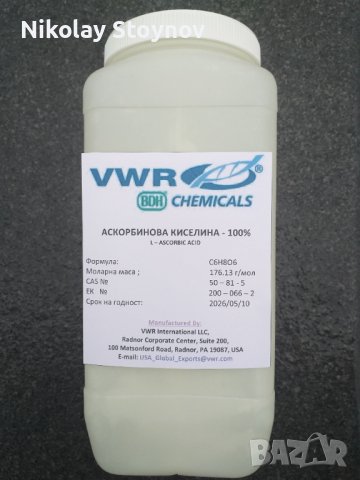 Nikolay Stoynov
VWR®
BDH CHEMICALS
АСКОРБИНОВА КИСЕЛИНА - 100%
L – ASCORBIC ACID
Формула: C6H8O6
Моларна маса ; 176.13 г/мол
CAS № 50 – 81 - 5
EK № 200 –066 – 2
Срок на годност: 2026/05/10
Manufactured by:
VWR International LLC,
Radnor Corporate Center, Suite 200,
100 Matsonford Road, Radnor, PA 19087, USA
E-mail: USA_Global_Exports@vwr.com
BAZAR